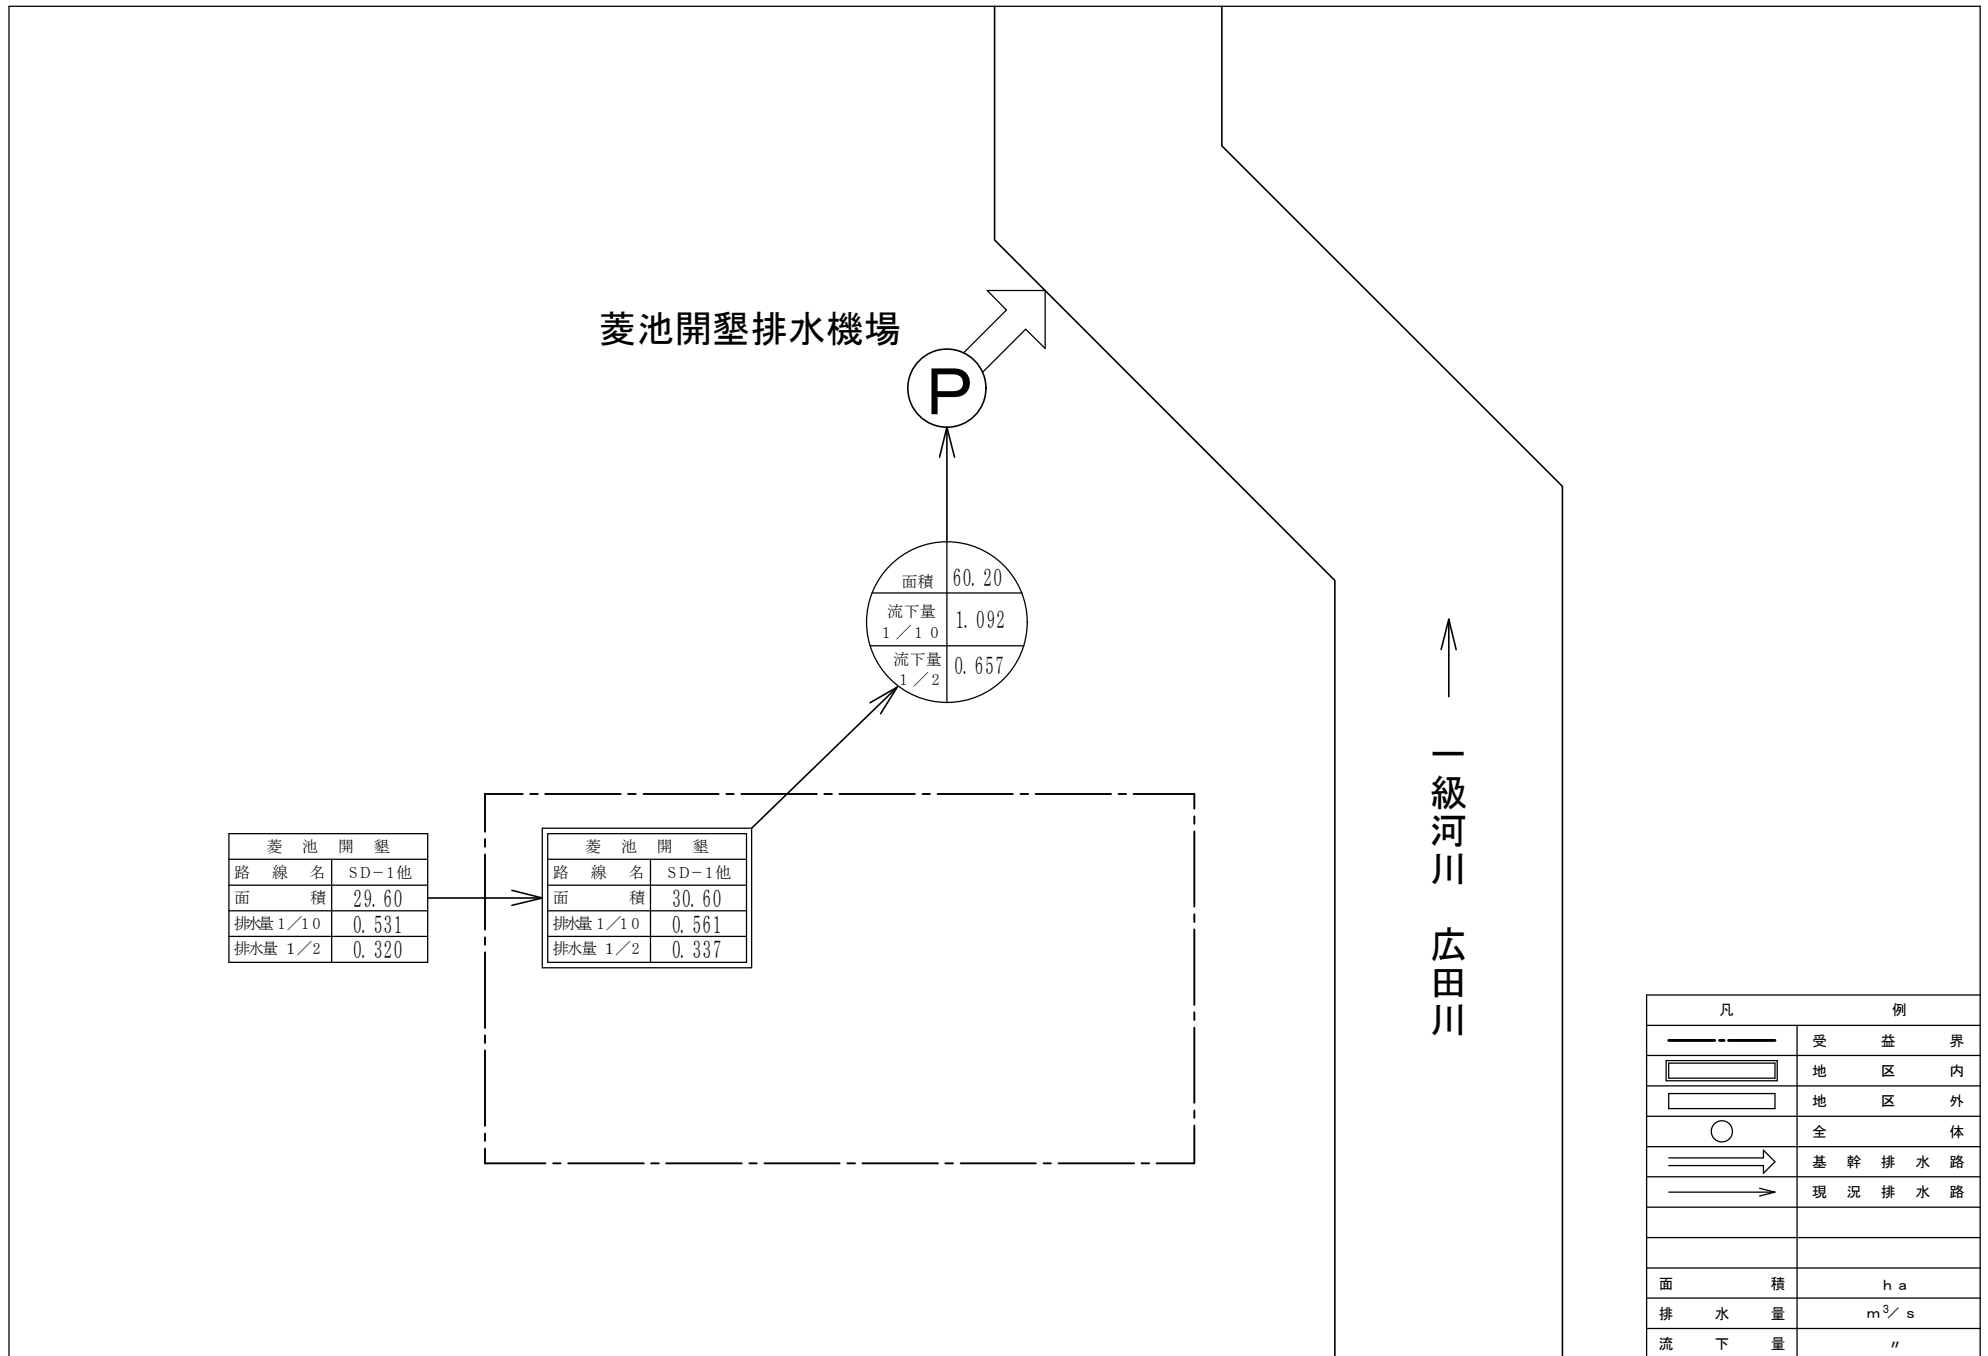 菱池開墾排水機場
P
面積 60.20
流下量 1／10 1.092
流下量 1／2 0.657
菱池開墾
路線名 SD-1他
面積 29.60
排水量 1／10 0.531
排水量 1／2 0.320
菱池開墾
路線名 SD-1他
面積 30.60
排水量 1／10 0.561
排水量 1／2 0.337
一級河川 広田川
凡例
受益界
地区内
地区外
全体
基幹排水路
現況排水路
面積 ha
排水量 m³／s
流下量 〃